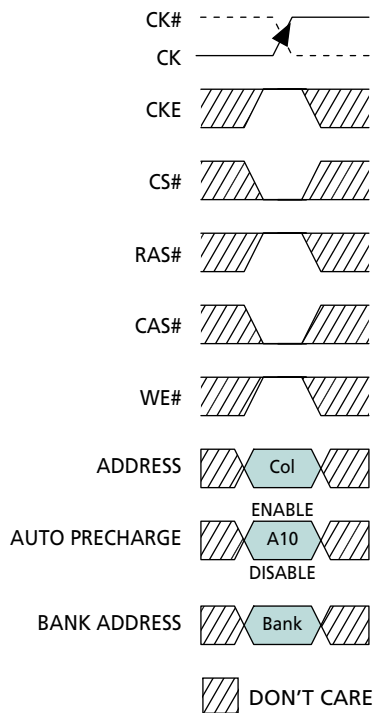 CK#
CK
CKE
CS#
RAS#
CAS#
WE#
ADDRESS
Col
ENABLE
AUTO PRECHARGE
A10
DISABLE
BANK ADDRESS
Bank
DON'T CARE